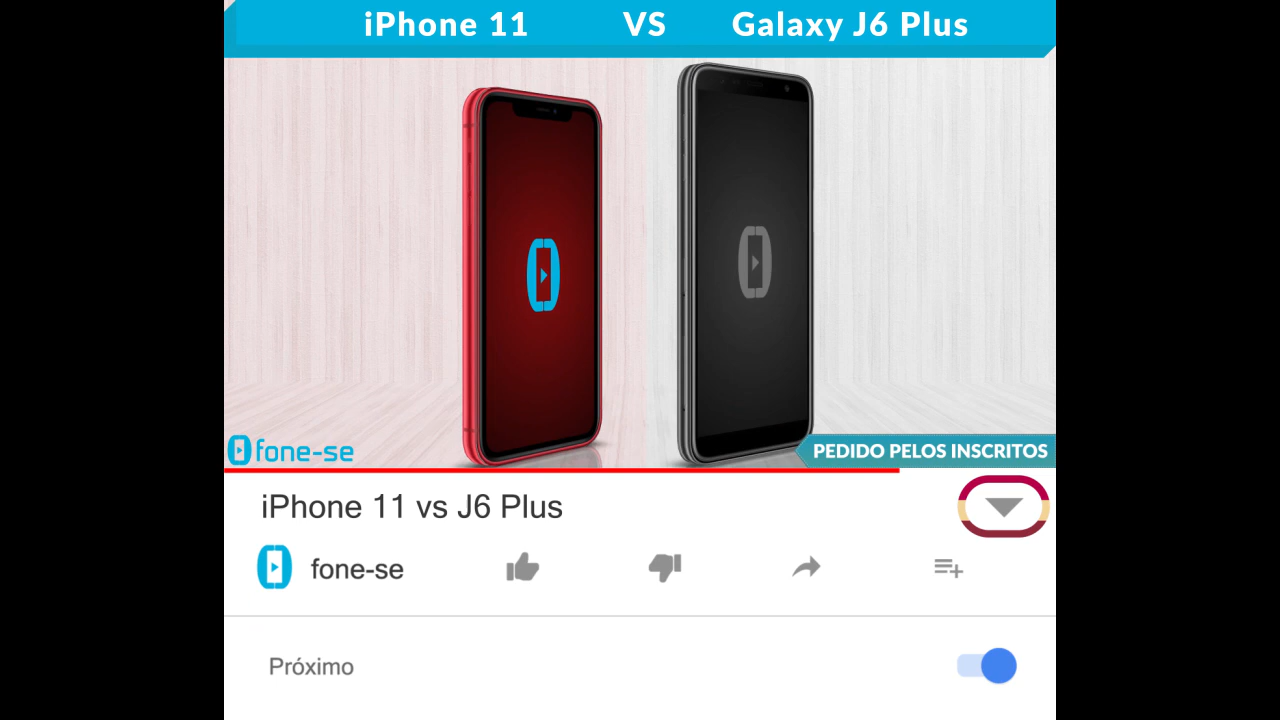 iPhone 11 VS Galaxy J6 Plus
fone-se
PEDIDO PELOS INSCRITOS
iPhone 11 vs J6 Plus
fone-se
Próximo